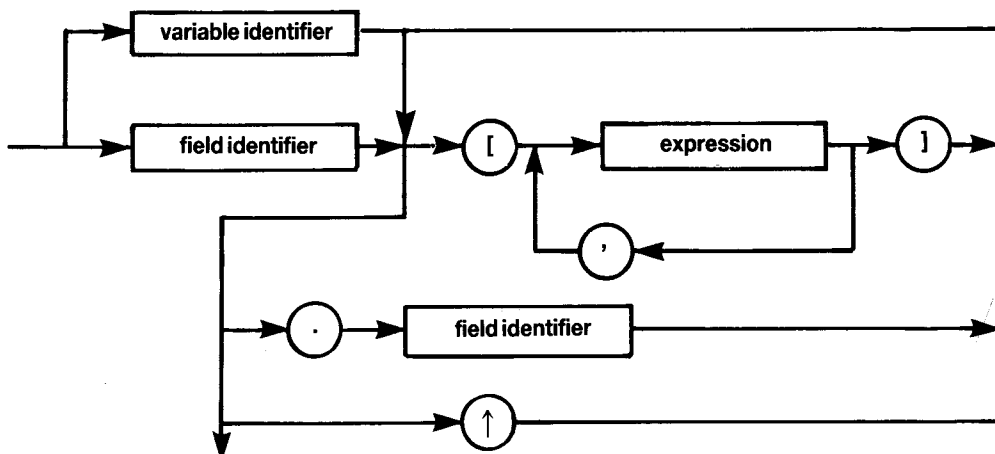 variable identifier
field identifier
[
expression
]
,
.
field identifier
↑